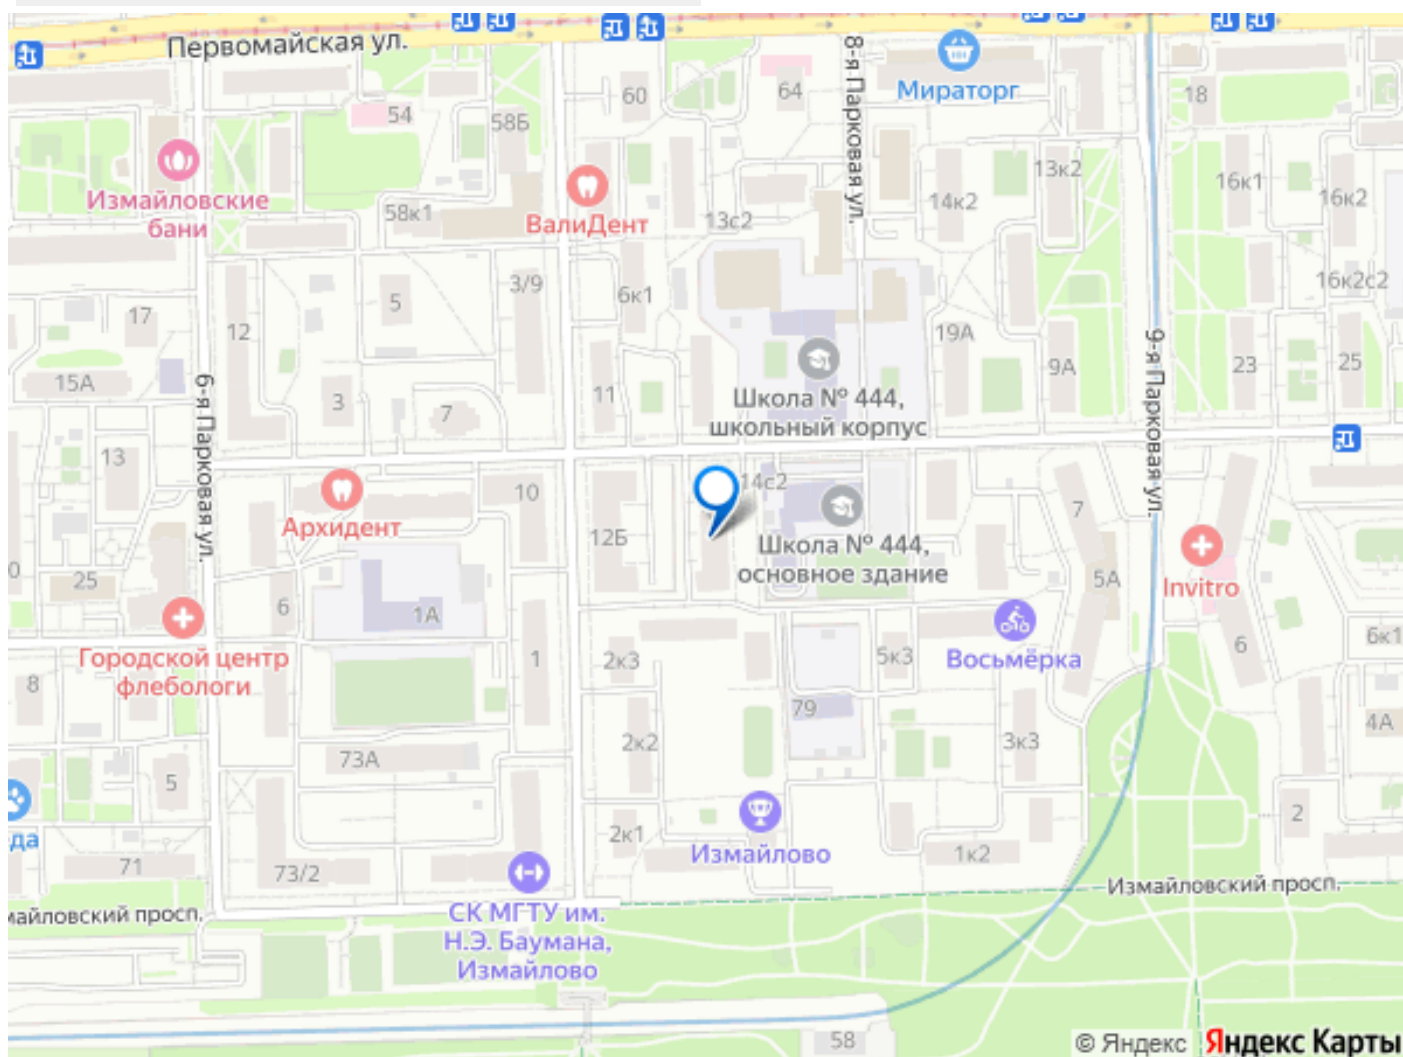 Первомайская ул.
8-я Парковая ул.
Мираторг
60
64
18
54
58Б
13к2
16к1
16к2
Измайловские
бани
58к1
ВалиДент
13с2
14к2
3/9
6к1
16к2с2
17
5
12
19А
9-я Парковая ул.
15А
6-я Парковая ул.
3
7
11
9А
23
25
Школа № 444,
школьный корпус
13
Архидент
10
14с2
7
12Б
Школа № 444,
основное здание
25
6
1А
5А
Invitro
6
6к1
Городской центр
флебологи
8
1
2к3
5к3
Восьмёрка
79
4А
73А
2к2
3к3
5
да
71
73/2
2к1
Измайлово
1к2
2
Измайловский просп.
майловский просп.
СК МГТУ им.
Н.Э. Баумана,
Измайлово
58
© Яндекс Яндекс Карты